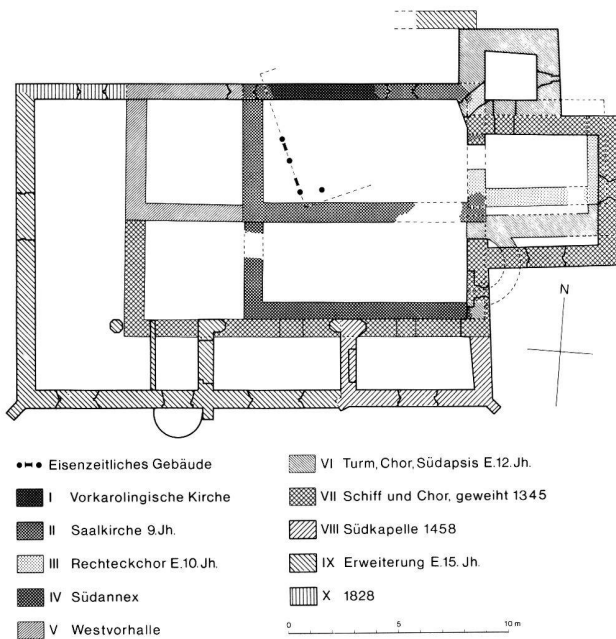 N
Eisenzeitliches Gebäude
I Vorkarolingische Kirche
II Saalkirche 9.Jh.
III Rechteckchor E.10.Jh.
IV Südannex
V Westvorhalle
VI Turm, Chor, Südapsis E.12.Jh.
VII Schiff und Chor, geweiht 1345
VIII Südkapelle 1458
IX Erweiterung E.15.Jh.
X 1828
0 5 10 m